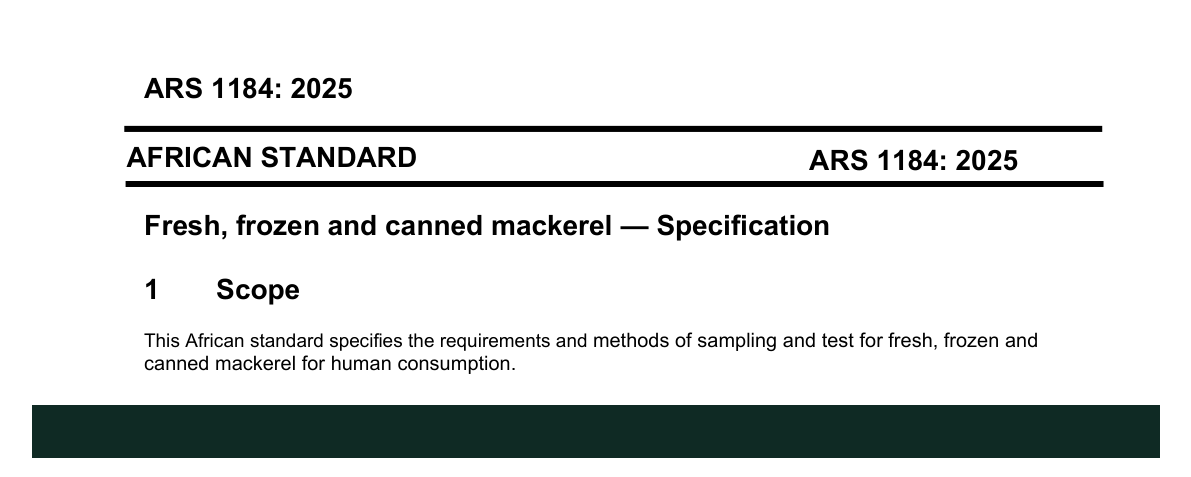 ARS 1184: 2025
AFRICAN STANDARD ARS 1184: 2025
Fresh, frozen and canned mackerel — Specification
1 Scope
This African standard specifies the requirements and methods of sampling and test for fresh, frozen and
canned mackerel for human consumption.